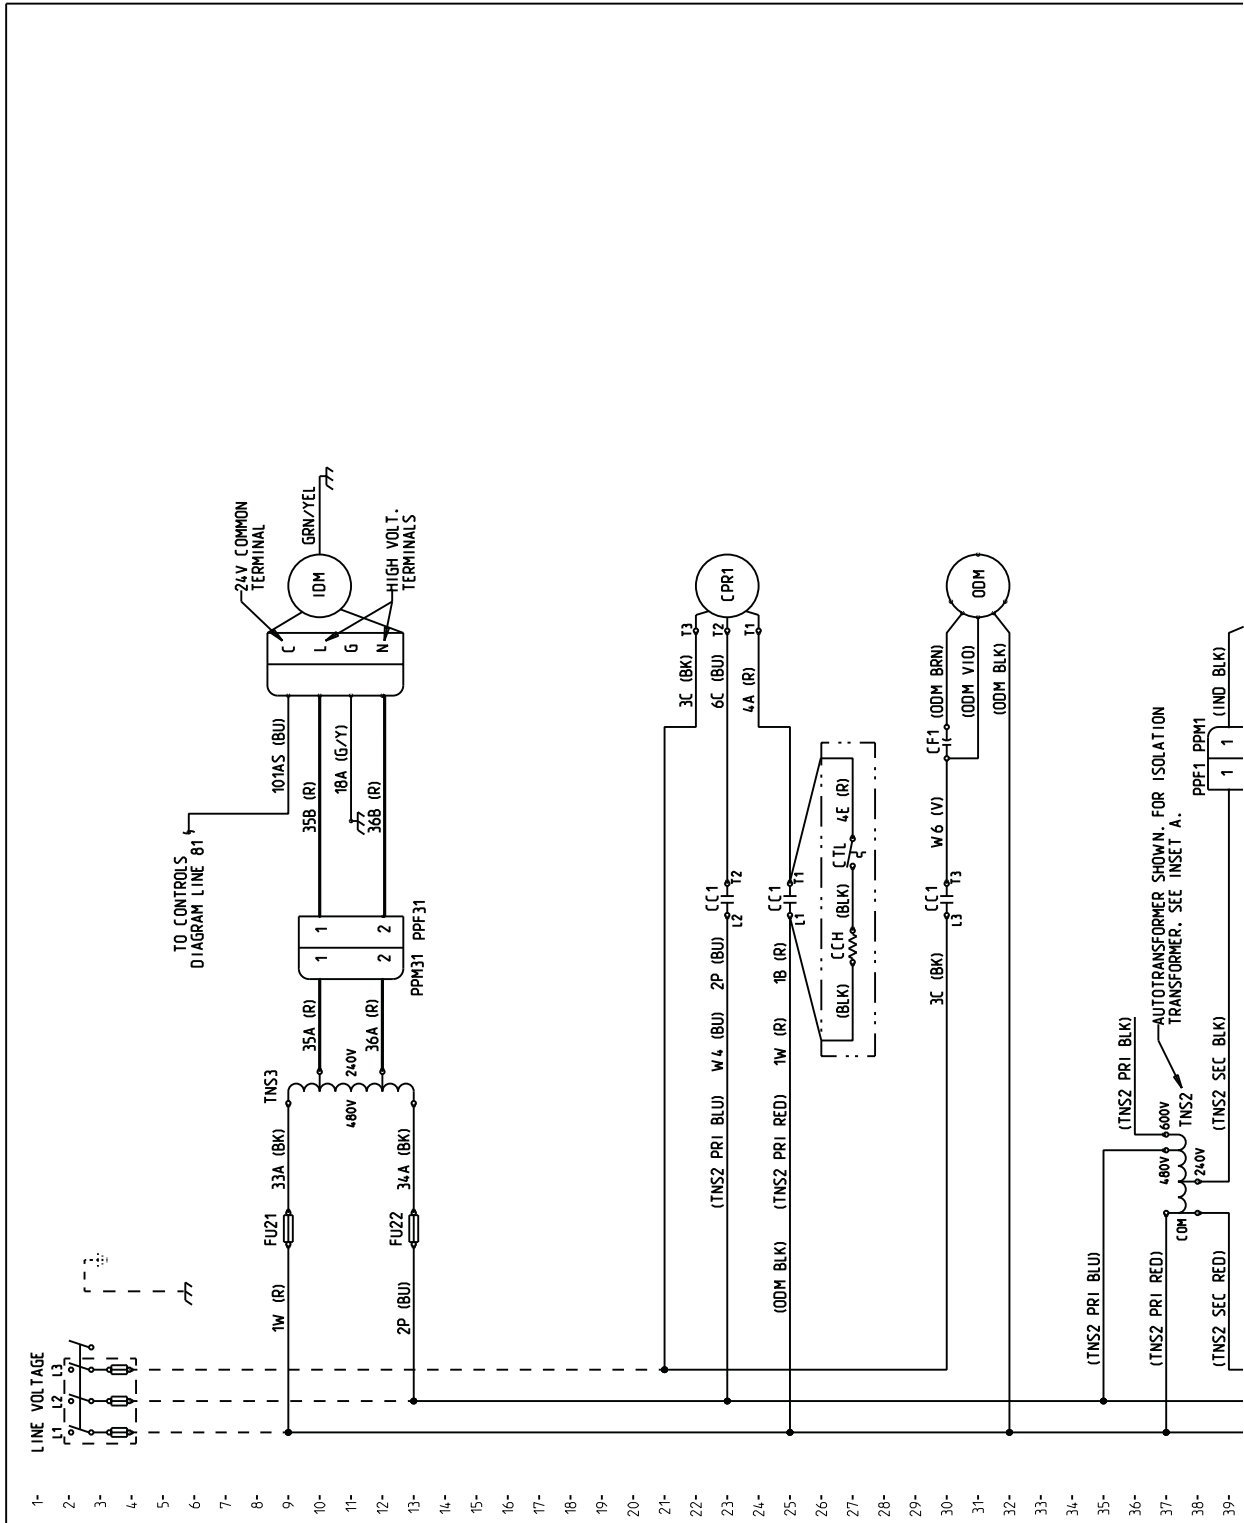 LINE VOLTAGE
L1 L2 L3
1-
2-
3-
4-
5-
6-
7-
8-
9-
10-
11-
12-
13-
14-
15-
16-
17-
18-
19-
20-
21-
22-
23-
24-
25-
26-
27-
28-
29-
30-
31-
32-
33-
34-
35-
36-
37-
38-
39-
TO CONTROLS
DIAGRAM LINE 81
24V COMMON
TERMINAL
GRN/YEL
IDM
HIGH VOLT.
TERMINALS
C
L
G
N
101AS (BU)
35B (R)
18A (G/Y)
36B (R)
1 1
2 2
PPM31 PPF31
35A (R)
36A (R)
TNS3
240V
480V
33A (BK)
34A (BK)
FU21
FU22
1W (R)
2P (BU)
CPR1
T3
T2
T1
3C (BK)
6C (BU)
4A (R)
CC1
L2 T2
(TNS2 PRI BLU) W4 (BU) 2P (BU)
CC1
L1 T1
(ODM BLK) (TNS2 PRI RED) 1W (R) 1B (R)
(BLK) CCH (BLK) CTL 4E (R)
ODM
CF1 (ODM BRN)
(ODM VIO)
(ODM BLK)
W6 (V)
CC1
L3 T3
3C (BK)
AUTOTRANSFORMER SHOWN. FOR ISOLATION
TRANSFORMER, SEE INSET A.
(TNS2 PRI BLK)
(TNS2 PRI BLU)
480V 600V
TNS2
COM 240V
(TNS2 PRI RED)
(TNS2 SEC RED) (TNS2 SEC BLK)
PPF1 PPM1
1 1
(IND BLK)